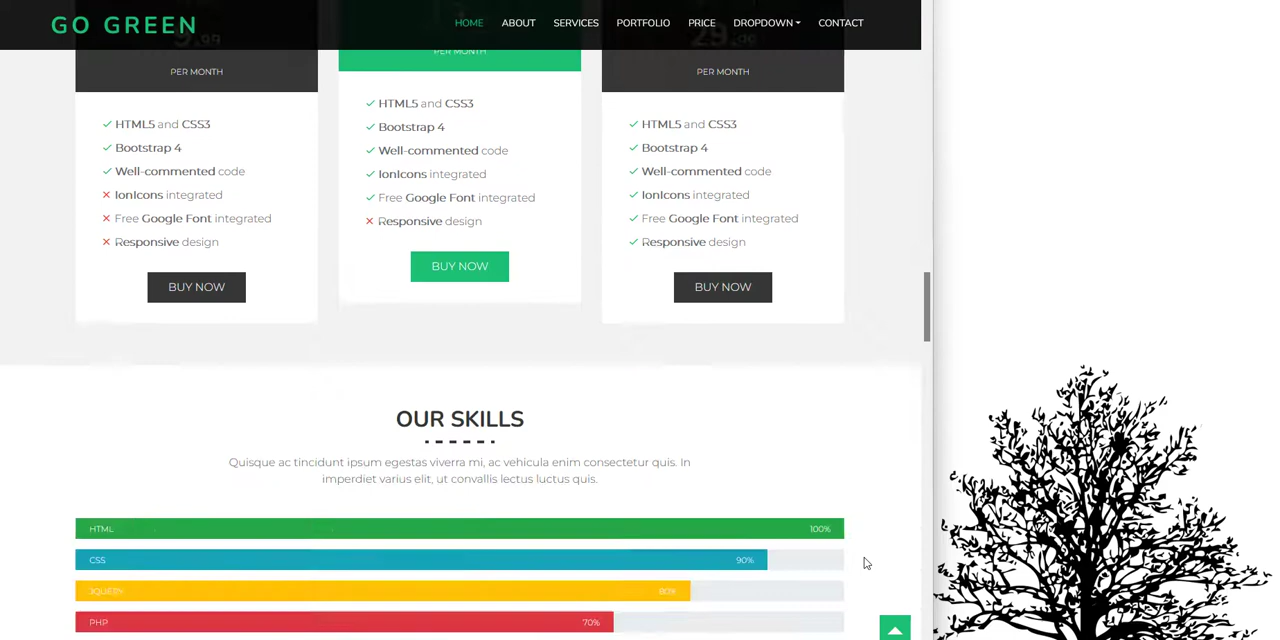 GO GREEN
HOME ABOUT SERVICES PORTFOLIO PRICE DROPDOWN CONTACT
PER MONTH
PER MONTH
PER MONTH
HTML5 and CSS3
Bootstrap 4
Well-commented code
IonIcons integrated
Free Google Font integrated
Responsive design
BUY NOW
HTML5 and CSS3
Bootstrap 4
Well-commented code
IonIcons integrated
Free Google Font integrated
Responsive design
BUY NOW
HTML5 and CSS3
Bootstrap 4
Well-commented code
IonIcons integrated
Free Google Font integrated
Responsive design
BUY NOW
OUR SKILLS
Quisque ac tincidunt ipsum egestas viverra mi, ac vehicula enim consectetur quis. In
imperdiet varius elit, ut convallis lectus luctus quis.
HTML 100%
CSS 90%
JQUERY 80%
PHP 70%